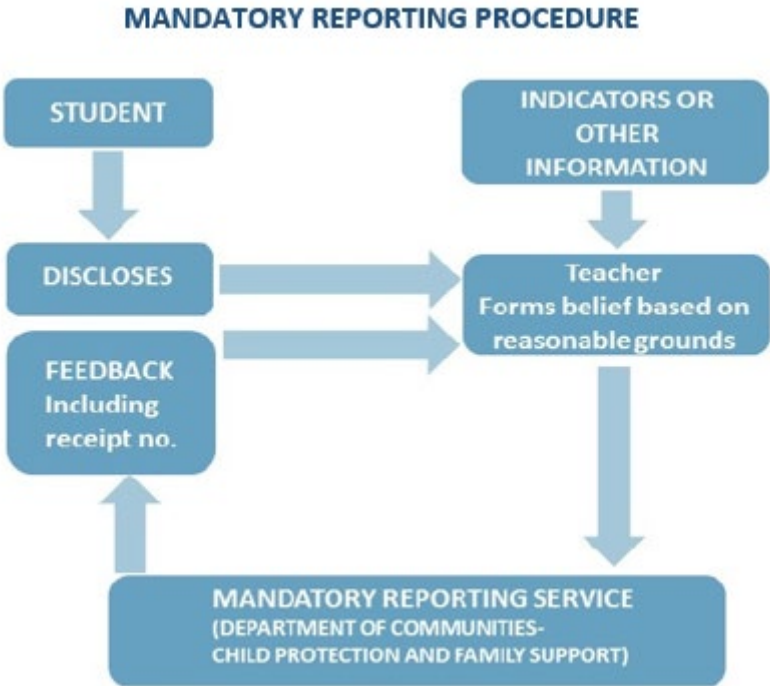 MANDATORY REPORTING PROCEDURE
STUDENT
INDICATORS OR
OTHER
INFORMATION
DISCLOSES
Teacher
Forms belief based on
reasonable grounds
FEEDBACK
Including
receipt no.
MANDATORY REPORTING SERVICE
(DEPARTMENT OF COMMUNITIES-
CHILD PROTECTION AND FAMILY SUPPORT)